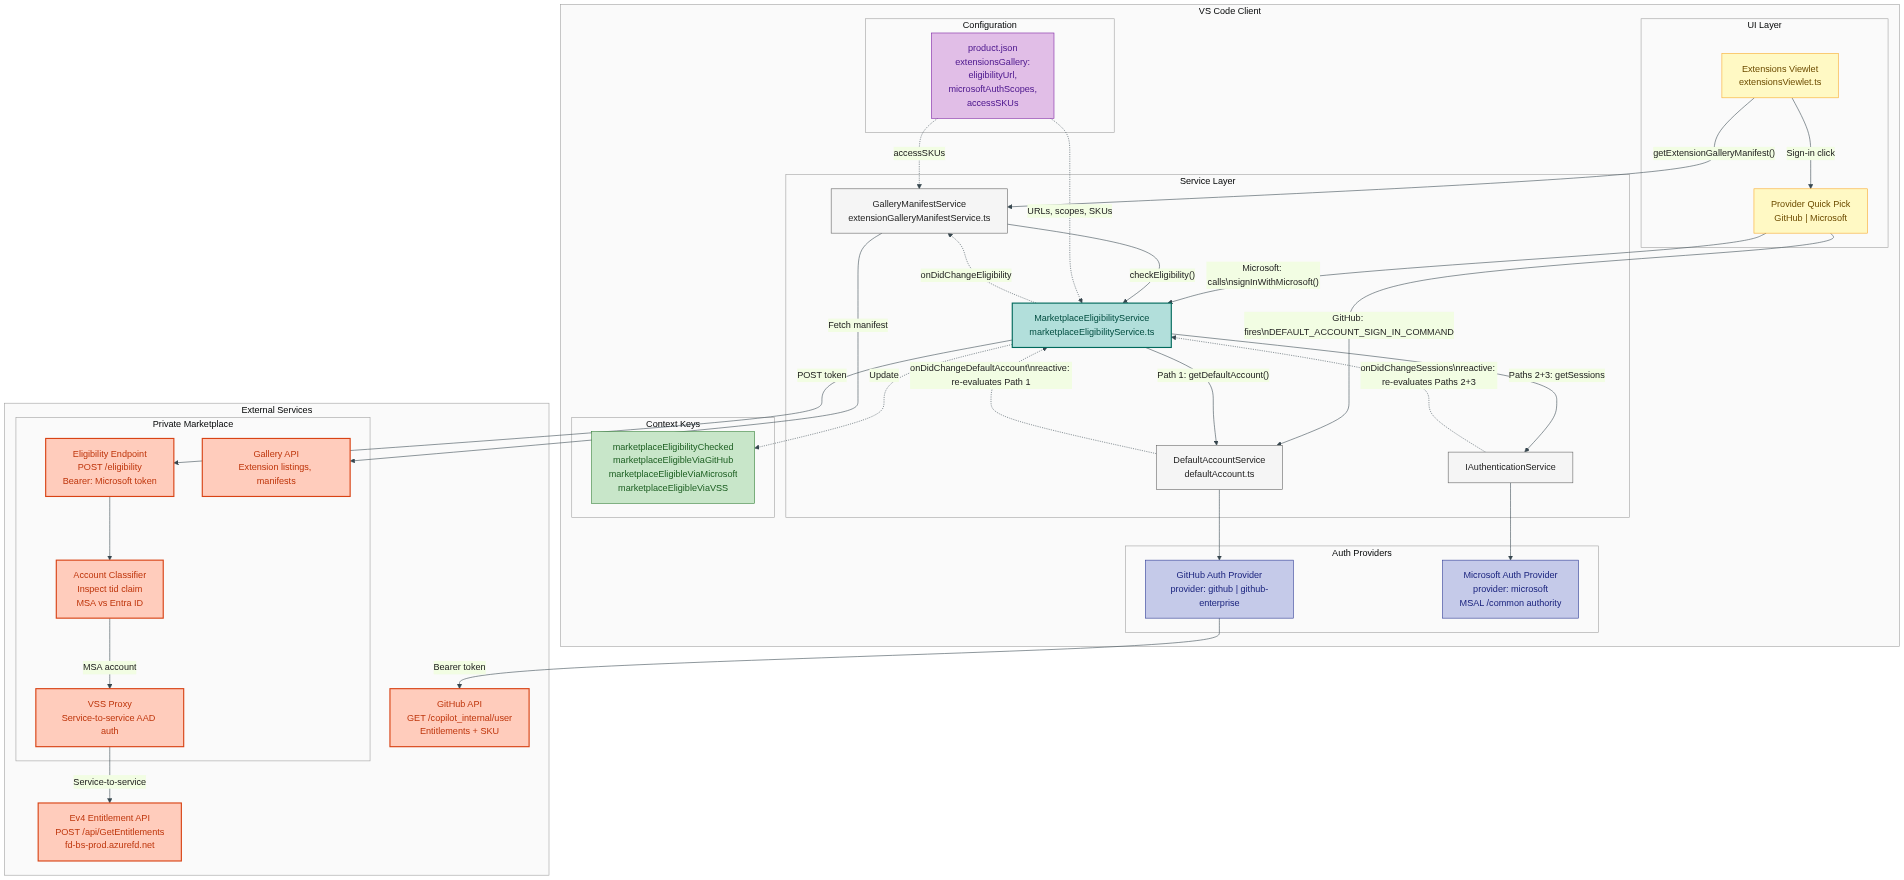 VS Code Client
Configuration
product.json
extensionsGallery:
eligibilityUrl,
microsoftAuthScopes,
accessSKUs
UI Layer
Extensions Viewlet
extensionsViewlet.ts
accessSKUs
getExtensionGalleryManifest()
Sign-in click
Service Layer
GalleryManifestService
extensionGalleryManifestService.ts
URLs, scopes, SKUs
Provider Quick Pick
GitHub | Microsoft
onDidChangeEligibility
checkEligibility()
Microsoft:
calls\nsignInWithMicrosoft()
Fetch manifest
MarketplaceEligibilityService
marketplaceEligibilityService.ts
GitHub:
fires\nDEFAULT_ACCOUNT_SIGN_IN_COMMAND
POST token
Update
onDidChangeDefaultAccount\nreactive:
re-evaluates Path 1
Path 1: getDefaultAccount()
onDidChangeSessions\nreactive:
re-evaluates Paths 2+3
Paths 2+3: getSessions
External Services
Private Marketplace
Eligibility Endpoint
POST /eligibility
Bearer: Microsoft token
Gallery API
Extension listings,
manifests
Context Keys
marketplaceEligibilityChecked
marketplaceEligibleViaGitHub
marketplaceEligibleViaMicrosoft
marketplaceEligibleViaVSS
DefaultAccountService
defaultAccount.ts
IAuthenticationService
Auth Providers
Account Classifier
Inspect tid claim
MSA vs Entra ID
GitHub Auth Provider
provider: github | github-
enterprise
Microsoft Auth Provider
provider: microsoft
MSAL /common authority
MSA account
Bearer token
VSS Proxy
Service-to-service AAD
auth
GitHub API
GET /copilot_internal/user
Entitlements + SKU
Service-to-service
Ev4 Entitlement API
POST /api/GetEntitlements
fd-bs-prod.azurefd.net